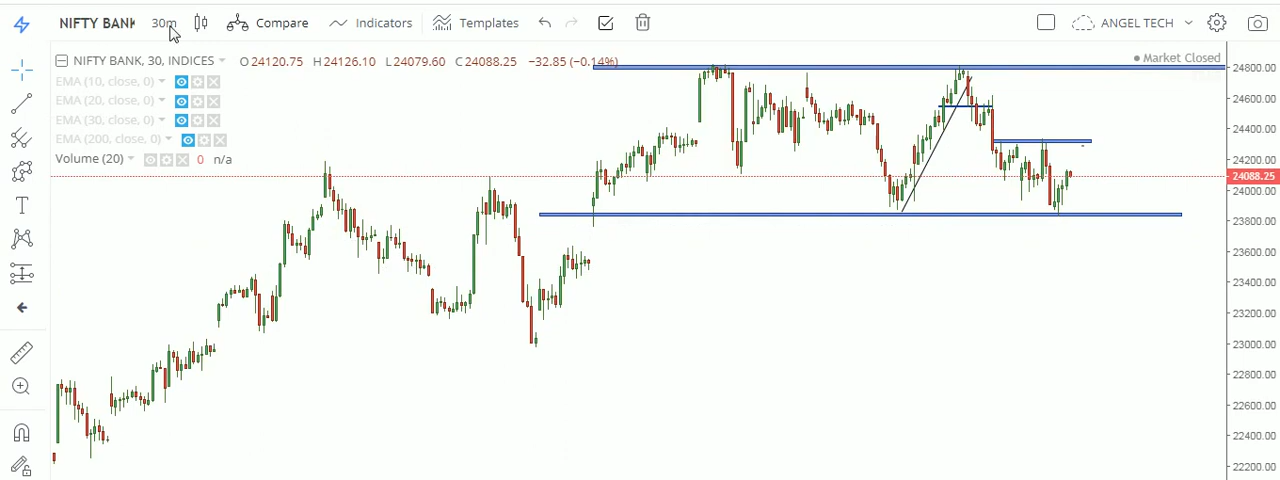 NIFTY BANK 30m Compare Indicators Templates ANGEL TECH
NIFTY BANK, 30, INDICES O 24120.75 H 24126.10 L 24079.60 C 24088.25 −32.85 (−0.14%) Market Closed
EMA (10, close, 0)
EMA (20, close, 0)
EMA (30, close, 0)
EMA (200, close, 0)
Volume (20) 0 n/a
24800.00
24600.00
24400.00
24200.00
24088.25
24000.00
23800.00
23600.00
23400.00
23200.00
23000.00
22800.00
22600.00
22400.00
22200.00